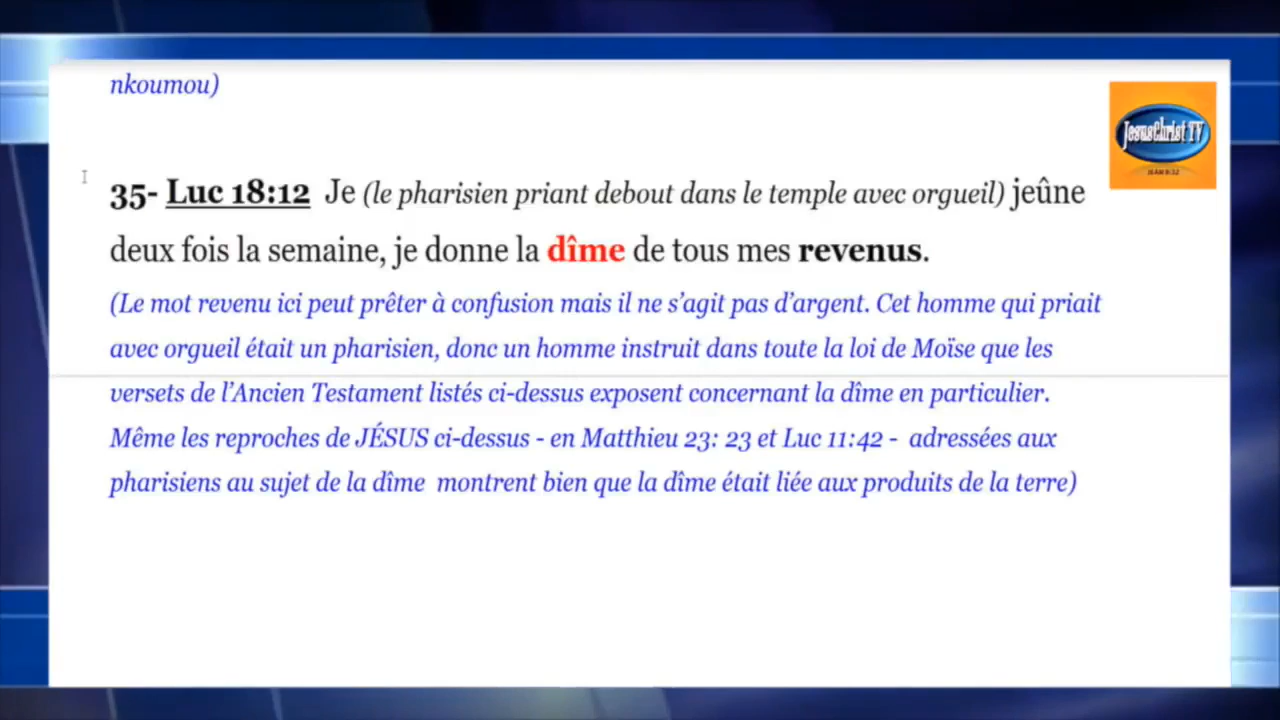 nkoumou)
JesusChrist TV
35- Luc 18:12 Je (le pharisien priant debout dans le temple avec orgueil) jeûne
deux fois la semaine, je donne la dîme de tous mes revenus.
(Le mot revenu ici peut prêter à confusion mais il ne s'agit pas d'argent. Cet homme qui priait
avec orgueil était un pharisien, donc un homme instruit dans toute la loi de Moïse que les
versets de l'Ancien Testament listés ci-dessus exposent concernant la dîme en particulier.
Même les reproches de JÉSUS ci-dessus - en Matthieu 23: 23 et Luc 11:42 - adressées aux
pharisiens au sujet de la dîme montrent bien que la dîme était liée aux produits de la terre)